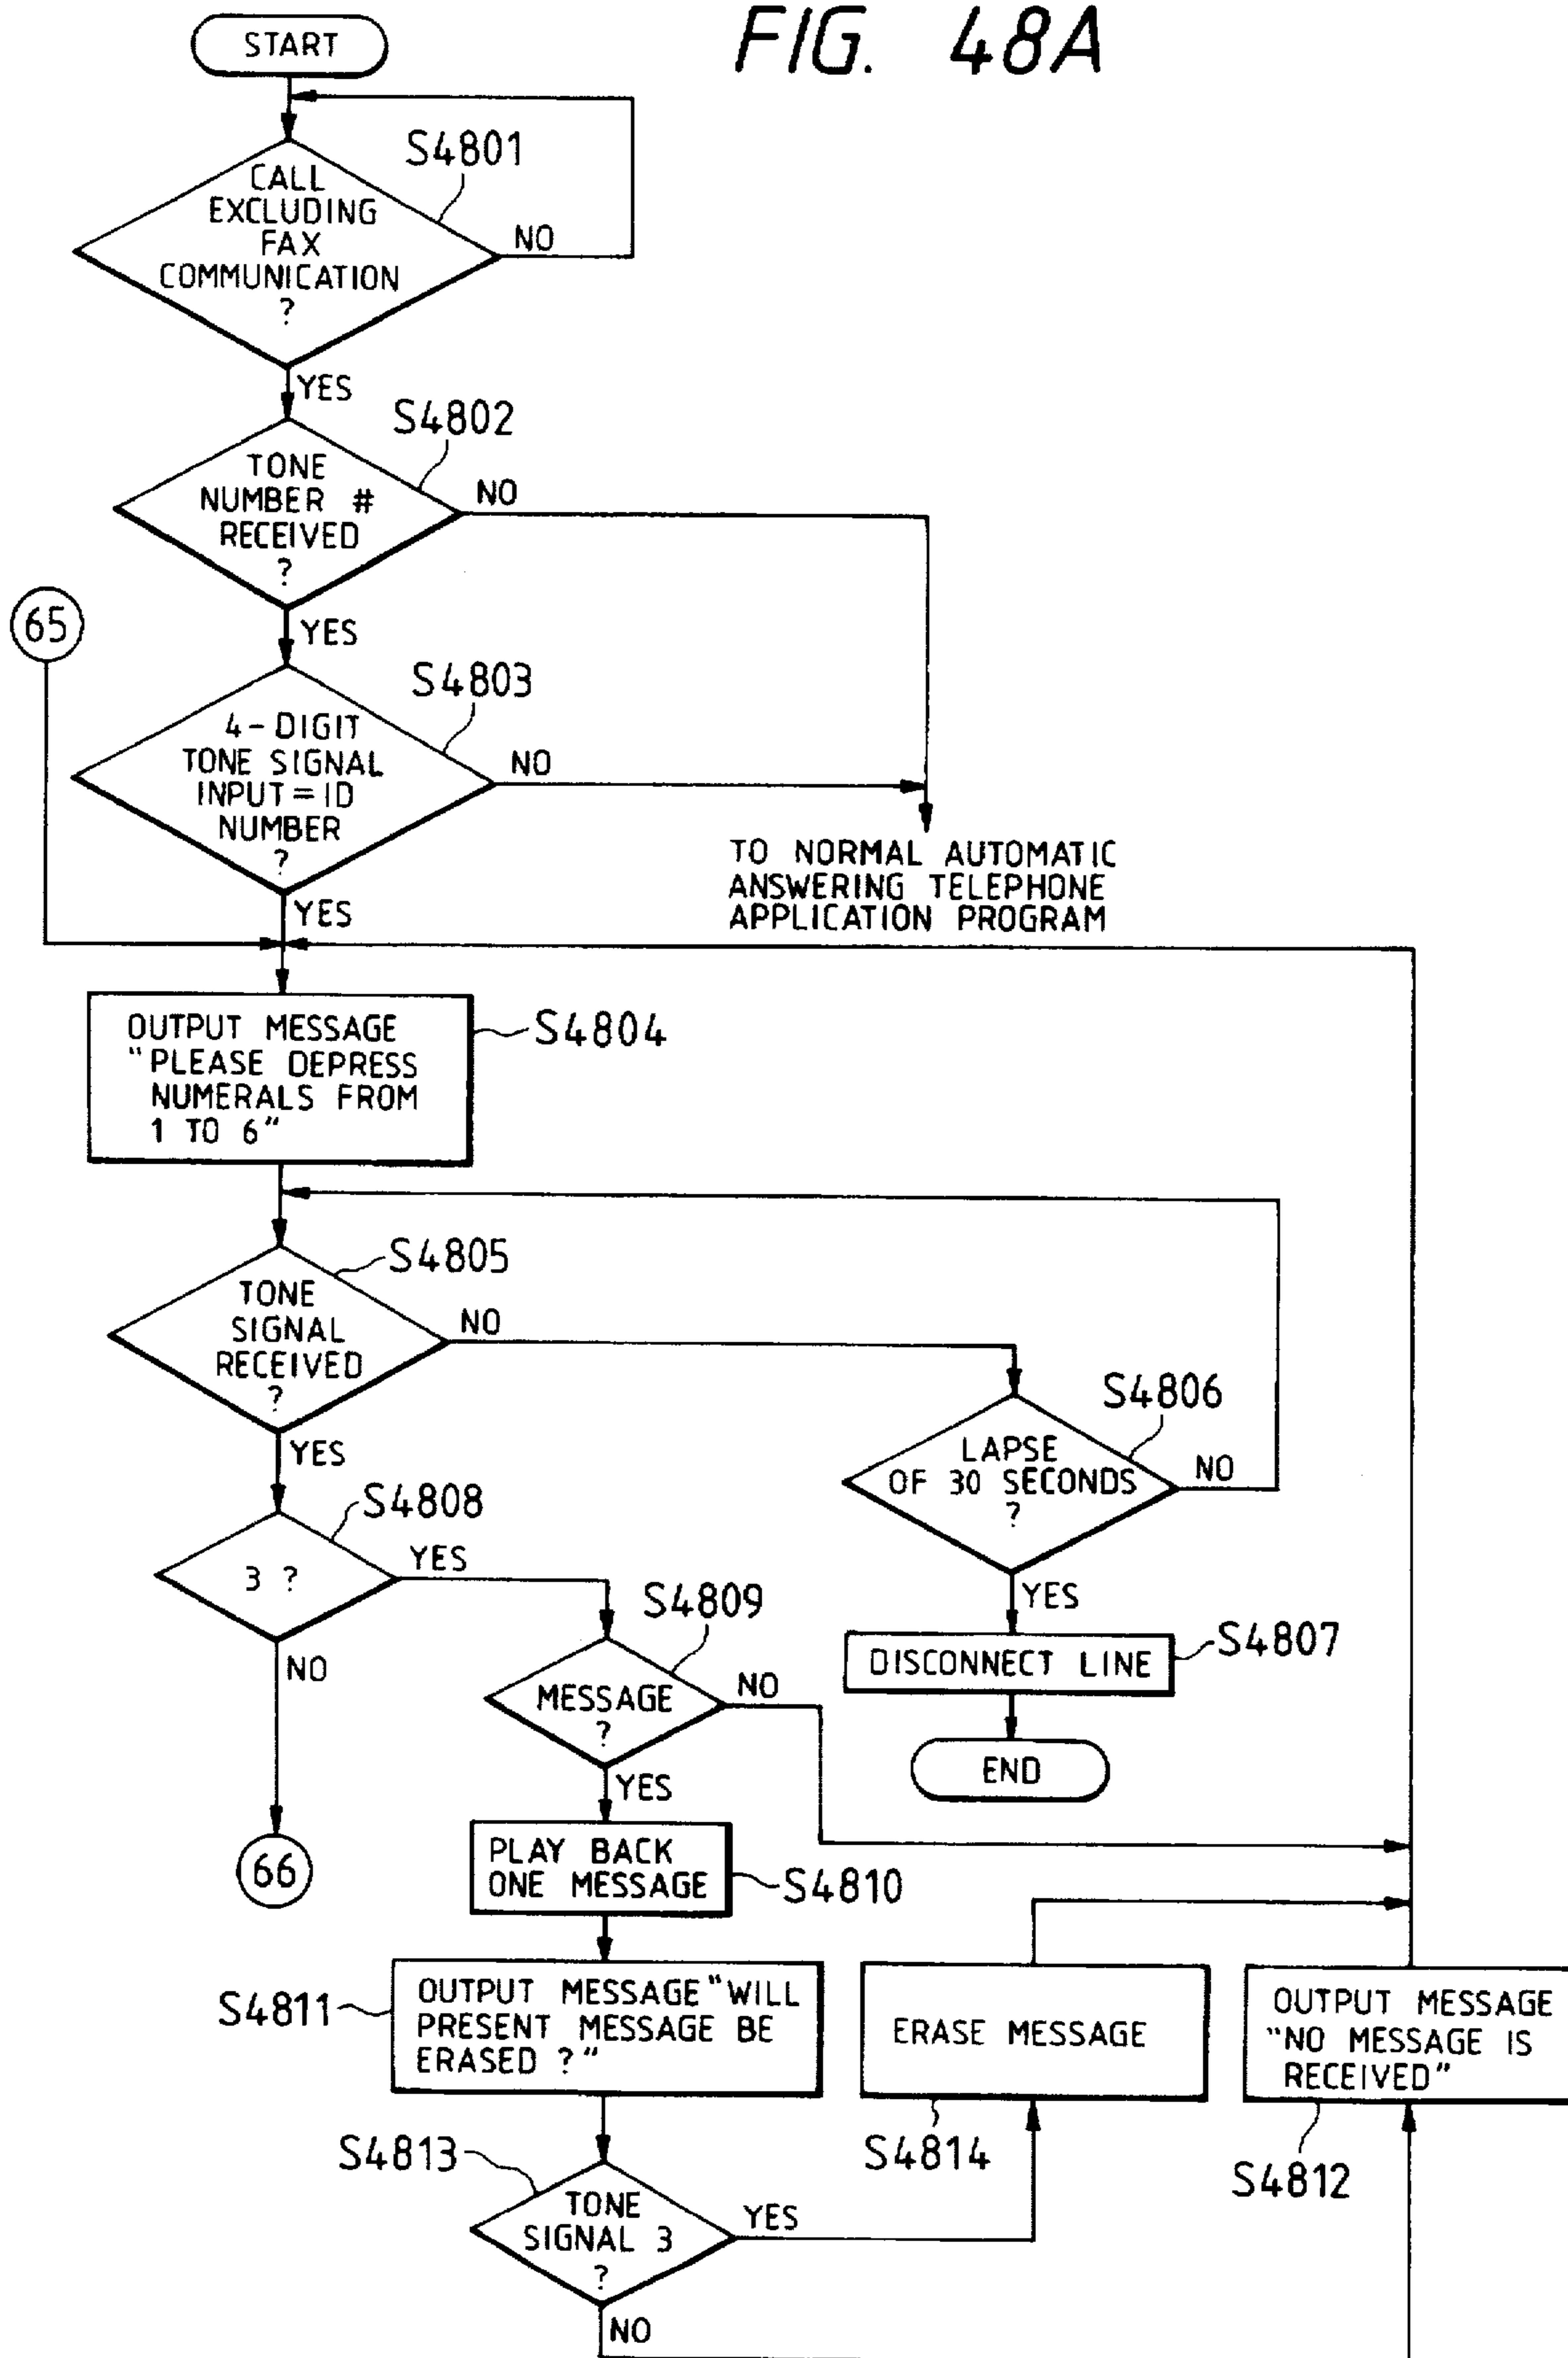 FIG. 48A
START
S4801
CALL
EXCLUDING
FAX
COMMUNICATION
?
NO
YES
S4802
TONE
NUMBER #
RECEIVED
?
NO
65
YES
S4803
4-DIGIT
TONE SIGNAL
INPUT=ID
NUMBER
?
NO
YES
TO NORMAL AUTOMATIC
ANSWERING TELEPHONE
APPLICATION PROGRAM
OUTPUT MESSAGE
"PLEASE DEPRESS
NUMERALS FROM
1 TO 6"
S4804
S4805
TONE
SIGNAL
RECEIVED
?
NO
YES
S4806
LAPSE
OF 30 SECONDS
?
NO
YES
S4807
DISCONNECT LINE
END
S4808
3 ?
YES
NO
66
S4809
MESSAGE
?
NO
YES
PLAY BACK
ONE MESSAGE
S4810
S4811
OUTPUT MESSAGE "WILL
PRESENT MESSAGE BE
ERASED ?"
ERASE MESSAGE
S4814
OUTPUT MESSAGE
"NO MESSAGE IS
RECEIVED"
S4812
S4813
TONE
SIGNAL 3
?
YES
NO